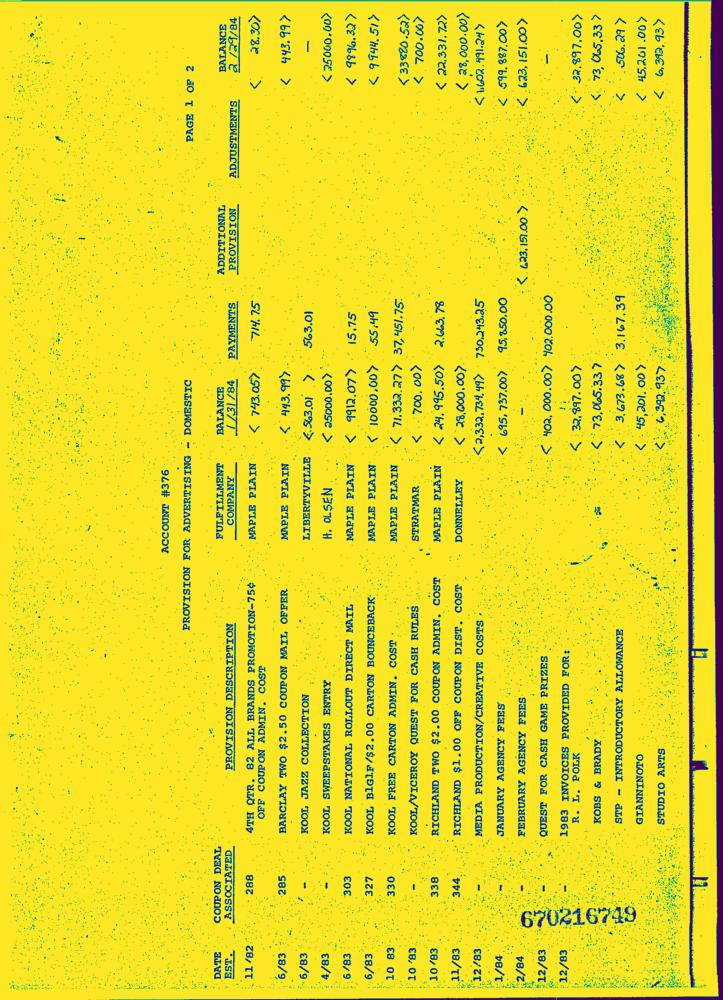 ACCOUNT #376
PROVISION FOR ADVERTISING - DOMESTIC
PAGE 1 OF 2
DATE EST. COUPON DEAL ASSOCIATED PROVISION DESCRIPTION FULFILLMENT COMPANY BALANCE 1/31/84 PAYMENTS ADDITIONAL PROVISION ADJUSTMENTS BALANCE 2/29/84
11/82 288 4TH QTR. 82 ALL BRANDS PROMOTION-75¢ MAPLE PLAIN < 743.05> 714.75 < 28.30>
OFF COUPON ADMIN. COST
6/83 285 BARCLAY TWO $2.50 COUPON MAIL OFFER MAPLE PLAIN < 443.99> < 443.99>
6/83 - KOOL JAZZ COLLECTION LIBERTYVILLE < 563.01 > 563.01 -
4/83 - KOOL SWEEPSTAKES ENTRY H. OLSEN < 25000.00> < 25000.00>
6/83 303 KOOL NATIONAL ROLLOUT DIRECT MAIL MAPLE PLAIN < 9912.07> 15.75 < 9896.32>
6/83 327 KOOL B1G1F/$2.00 CARTON BOUNCEBACK MAPLE PLAIN < 10000.00> 55.49 < 9944.51>
10 83 330 KOOL FREE CARTON ADMIN. COST MAPLE PLAIN < 71,332.27> 37,451.75 < 33880.52>
10 83 - KOOL/VICEROY QUEST FOR CASH RULES STRATMAR < 700.00> < 700.00>
10/83 338 RICHLAND TWO $2.00 COUPON ADMIN. COST MAPLE PLAIN < 24,995.50> 2,663.78 < 22,331.72>
11/83 344 RICHLAND $1.00 OFF COUPON DIST. COST DONNELLEY < 28,000.00> < 28,000.00>
12/83 - MEDIA PRODUCTION/CREATIVE COSTS <2,332,734.49> 730,243.25 < 1,602,491.24>
1/84 - JANUARY AGENCY FEES < 695,737.00> 95,850.00 < 599,887.00>
2/84 - FEBRUARY AGENCY FEES - < 623,151.00 > < 623,151.00>
12/83 - QUEST FOR CASH GAME PRIZES < 402,000.00> 402,000.00 -
12/83 - 1983 INVOICES PROVIDED FOR:
R. L. POLK < 32,897.00> < 32,897.00>
KOBS & BRADY < 73,065.33> < 73,065.33 >
STP - INTRODUCTORY ALLOWANCE < 3,673.68> 3,167.39 < 506.29 >
GIANNINOTO < 45,201.00> < 45,201.00>
STUDIO ARTS < 6,392.93> < 6,392.93>
670216749